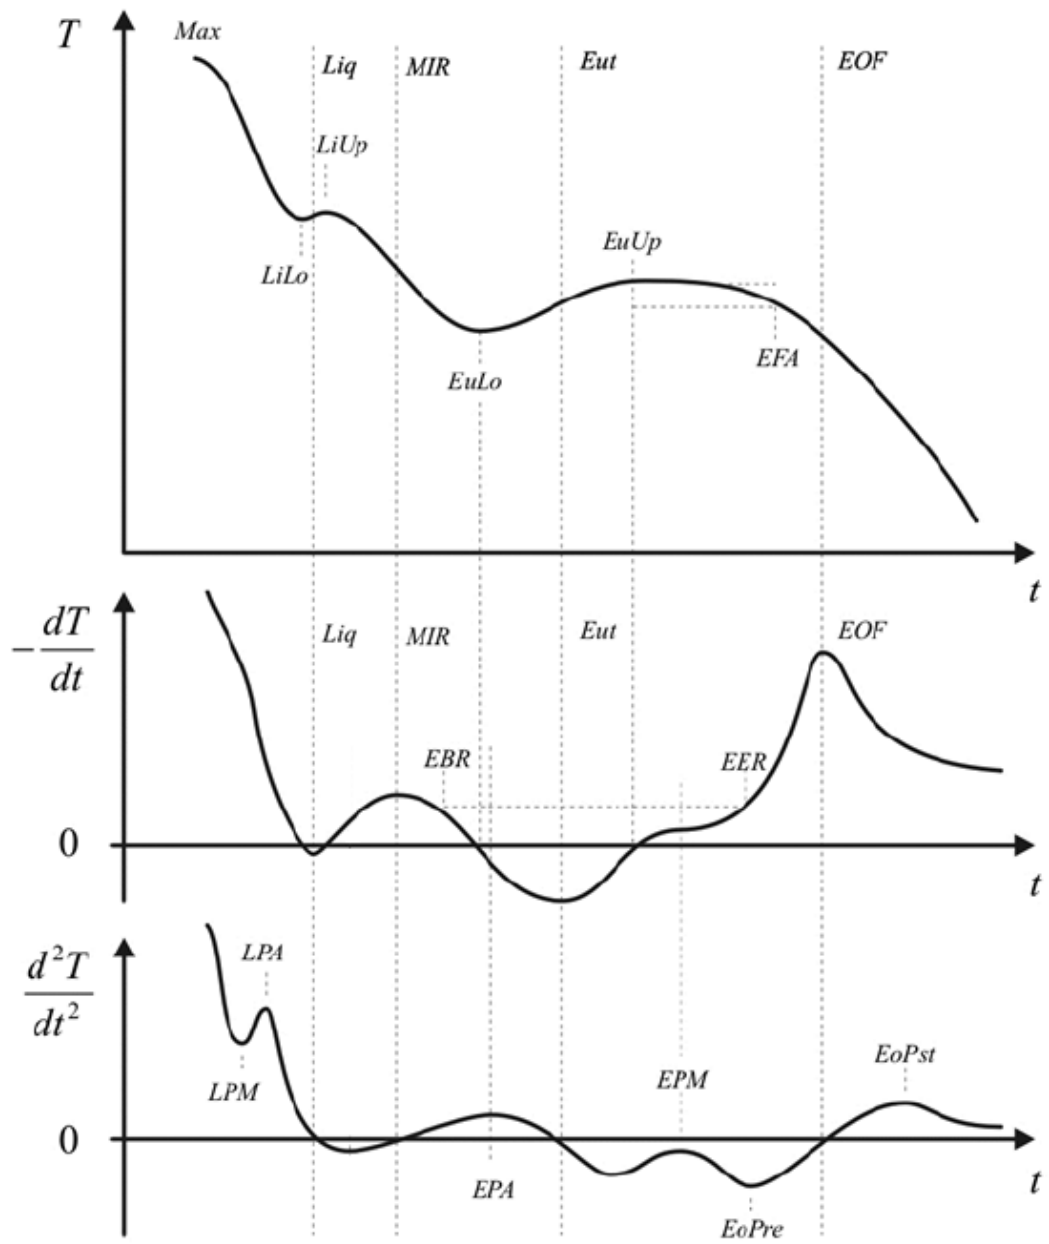 T
Max
Liq
MIR
Eut
EOF
LiUp
LiLo
EuUp
EFA
EuLo
t
−dT/dt
Liq
MIR
Eut
EOF
EBR
EER
0
t
d²T/dt²
LPA
LPM
EPM
EoPst
0
EPA
EoPre
t